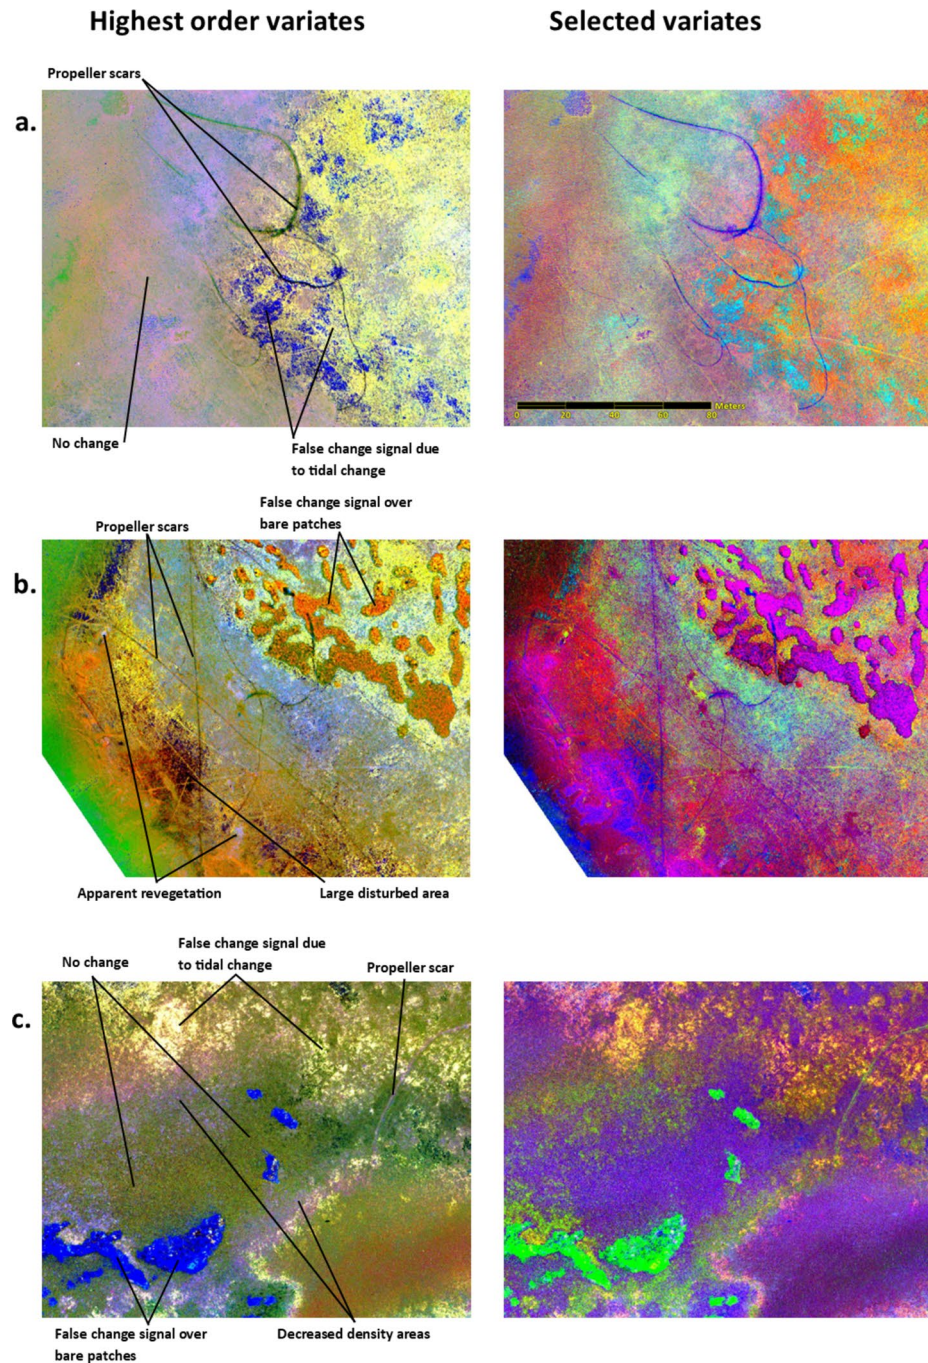 Highest order variates
Selected variates
Propeller scars
a.
0 20 40 60 80 Meters
No change
False change signal due
to tidal change
False change signal over
bare patches
Propeller scars
b.
Apparent revegetation
Large disturbed area
False change signal due
to tidal change
No change
Propeller scar
c.
False change signal over
bare patches
Decreased density areas